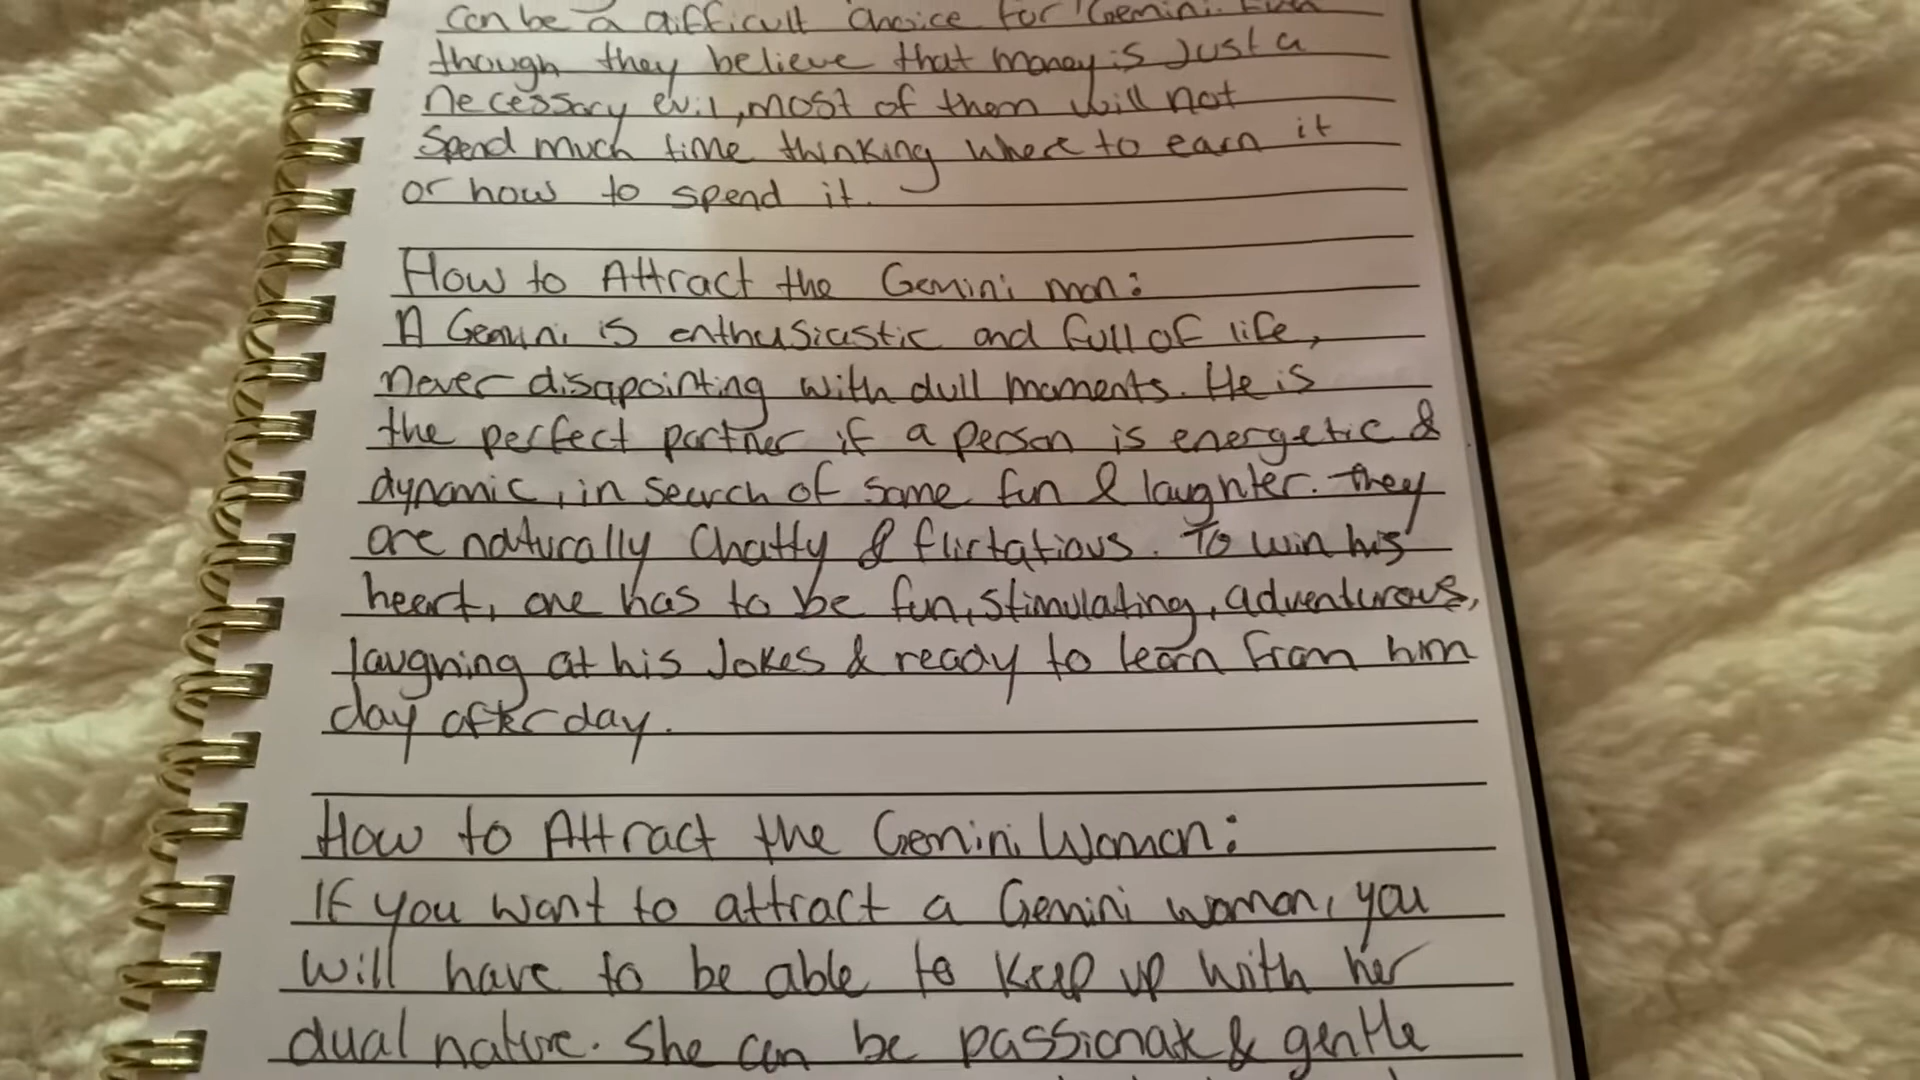 can be a difficult choice for Gemini. Even
though they believe that money is Just a
necessary evil, most of them will not
spend much time thinking where to earn it
or how to spend it.
How to Attract the Gemini man:
A Gemini is enthusiastic and full of life,
never disapointing with dull moments. He is
the perfect partner if a person is energetic &
dynamic, in search of some fun & laughter. They
are naturally Chatty & flirtatious. To win his
heart, one has to be fun, stimulating, adventurous,
laughing at his Jokes & ready to learn from him
day after day.
How to Attract the Gemini Woman:
If you want to attract a Gemini woman, you
will have to be able to Keep up with her
dual nature. She can be passionate & gentle